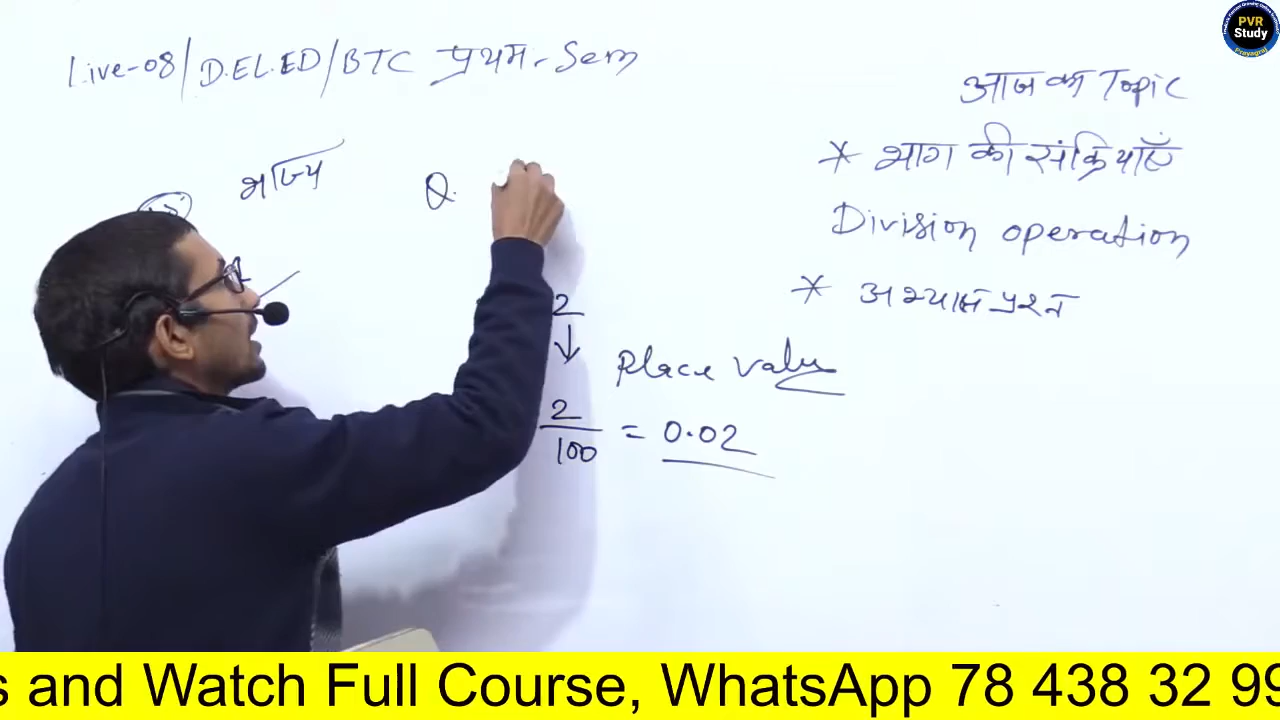 Live-08/D.EL.ED/BTC प्रथम - Sem
आज का Topic
* भाग की संक्रियाएँ
Division operation
* अभ्यास प्रश्न
भाज्य
Q.
2
↓
Place Value
2/100 = 0.02
PVR
Study
Prayagraj
s and Watch Full Course, WhatsApp 78 438 32 99